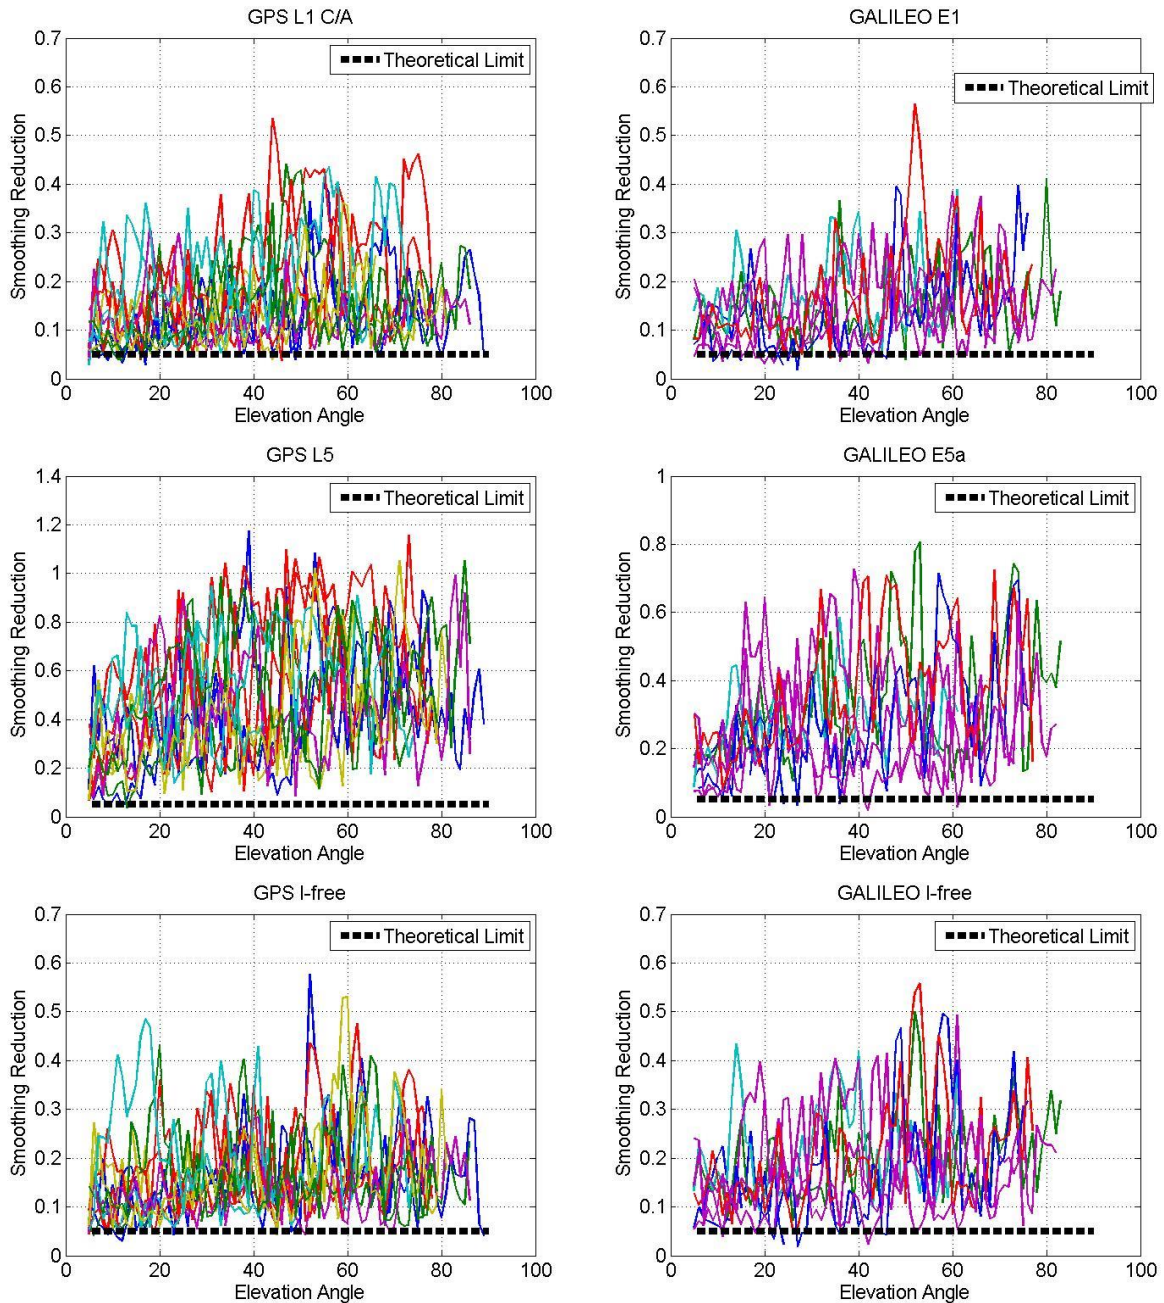 GPS L1 C/A
0.7
0.6
0.5
0.4
0.3
0.2
0.1
0
Smoothing Reduction
Theoretical Limit
0 20 40 60 80 100
Elevation Angle
GALILEO E1
0.7
0.6
0.5
0.4
0.3
0.2
0.1
0
Smoothing Reduction
Theoretical Limit
0 20 40 60 80 100
Elevation Angle
GPS L5
1.4
1.2
1
0.8
0.6
0.4
0.2
0
Smoothing Reduction
Theoretical Limit
0 20 40 60 80 100
Elevation Angle
GALILEO E5a
1
0.8
0.6
0.4
0.2
0
Smoothing Reduction
Theoretical Limit
0 20 40 60 80 100
Elevation Angle
GPS I-free
0.7
0.6
0.5
0.4
0.3
0.2
0.1
0
Smoothing Reduction
Theoretical Limit
0 20 40 60 80 100
Elevation Angle
GALILEO I-free
0.7
0.6
0.5
0.4
0.3
0.2
0.1
0
Smoothing Reduction
Theoretical Limit
0 20 40 60 80 100
Elevation Angle